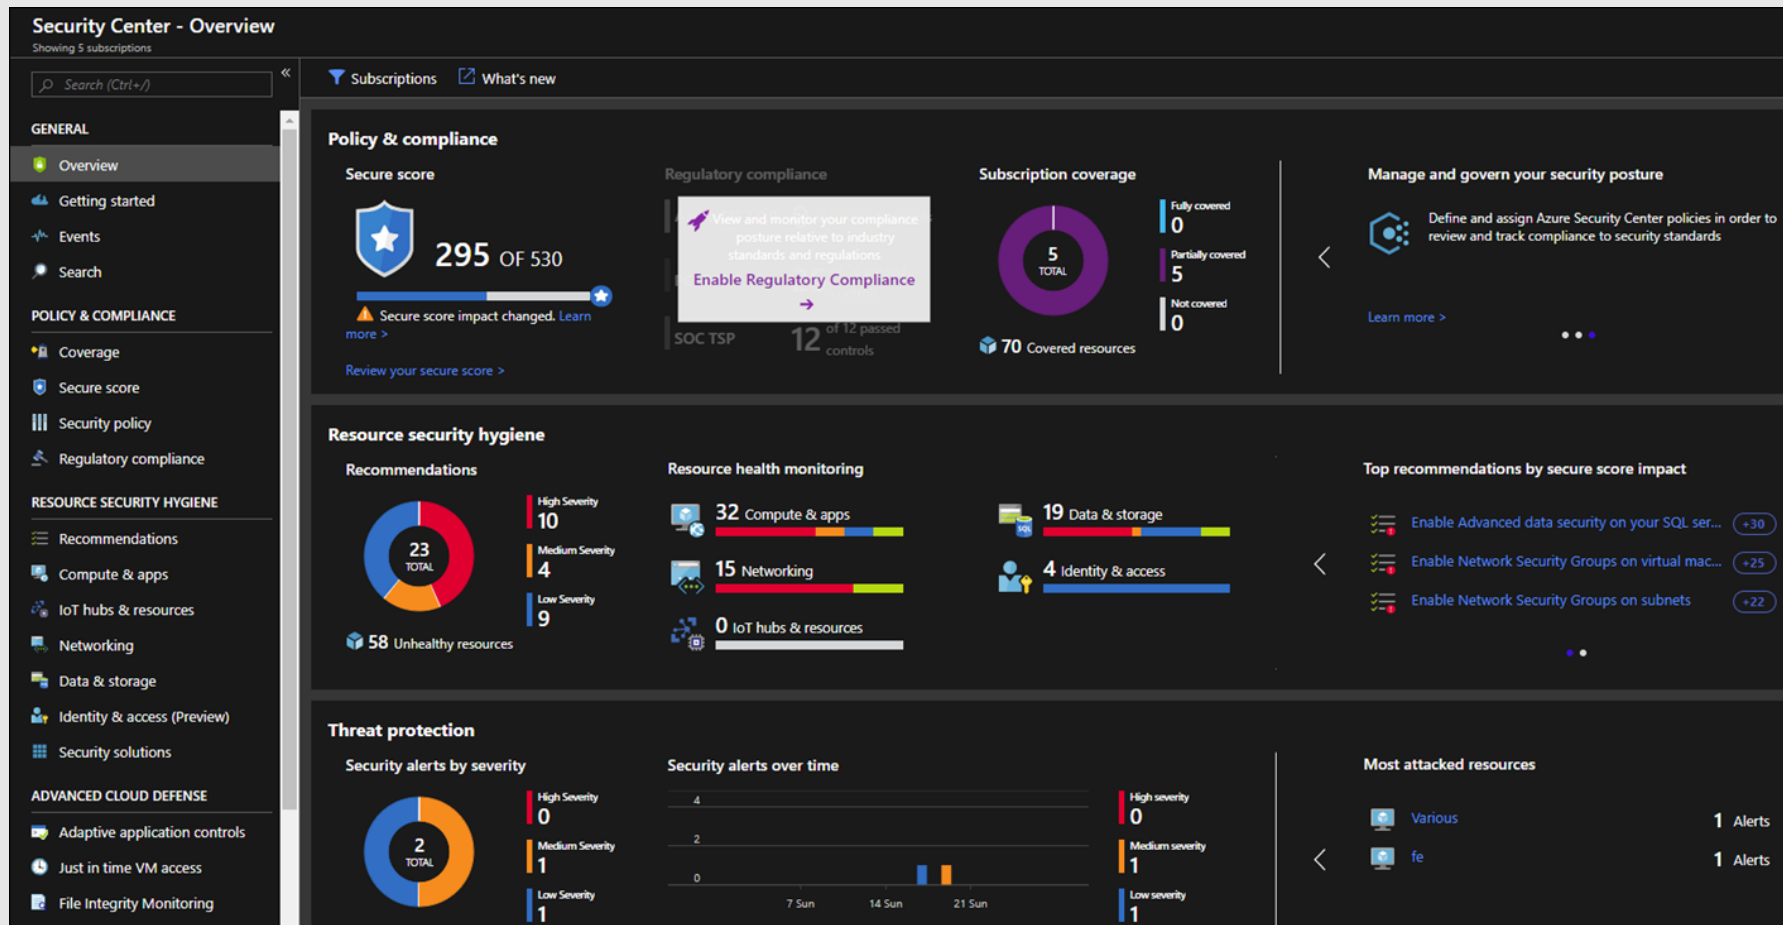 Security Center - Overview
Showing 5 subscriptions
Search (Ctrl+/)
«
GENERAL
Overview
Getting started
Events
Search
POLICY & COMPLIANCE
Coverage
Secure score
Security policy
Regulatory compliance
RESOURCE SECURITY HYGIENE
Recommendations
Compute & apps
IoT hubs & resources
Networking
Data & storage
Identity & access (Preview)
Security solutions
ADVANCED CLOUD DEFENSE
Adaptive application controls
Just in time VM access
File Integrity Monitoring
Subscriptions
What's new
Policy & compliance
Secure score
295 OF 530
Secure score impact changed. Learn
more >
Review your secure score >
Regulatory compliance
View and monitor your compliance
posture relative to industry
standards and regulations
Enable Regulatory Compliance
→
SOC TSP
12 of 12 passed
controls
Subscription coverage
5
TOTAL
Fully covered
0
Partially covered
5
Not covered
0
70 Covered resources
Manage and govern your security posture
Define and assign Azure Security Center policies in order to
review and track compliance to security standards
Learn more >
Resource security hygiene
Recommendations
23
TOTAL
High Severity
10
Medium Severity
4
Low Severity
9
58 Unhealthy resources
Resource health monitoring
32 Compute & apps
19 Data & storage
SQL
15 Networking
4 Identity & access
0 IoT hubs & resources
Top recommendations by secure score impact
Enable Advanced data security on your SQL ser... +30
Enable Network Security Groups on virtual mac... +25
Enable Network Security Groups on subnets +22
Threat protection
Security alerts by severity
2
TOTAL
High Severity
0
Medium Severity
1
Low Severity
1
Security alerts over time
4
2
0
7 Sun
14 Sun
21 Sun
High severity
0
Medium severity
1
Low severity
1
Most attacked resources
Various 1 Alerts
fe 1 Alerts